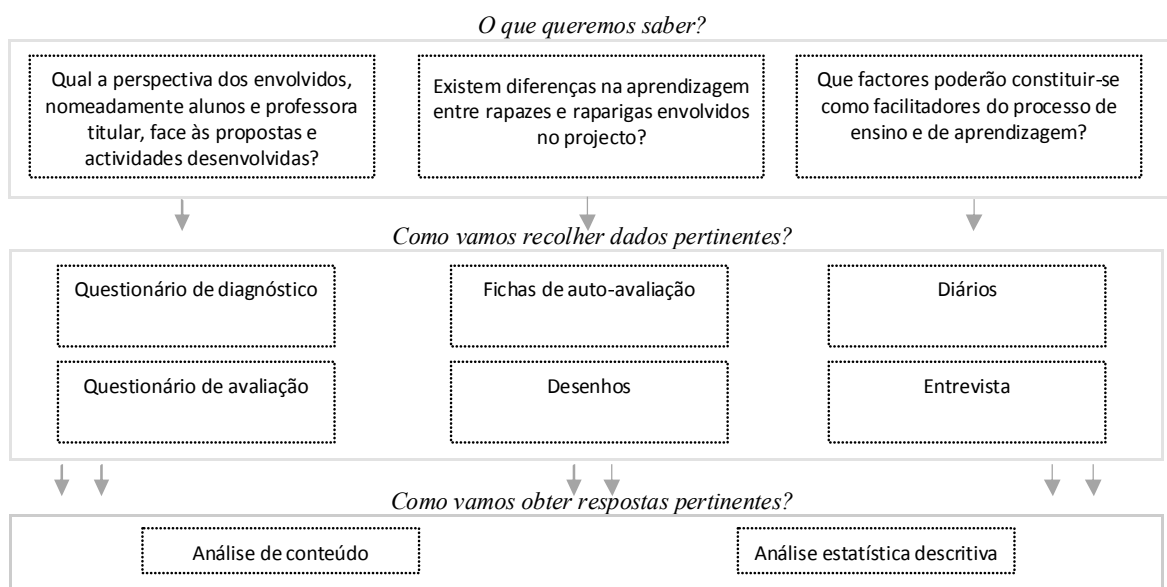 O que queremos saber?
Qual a perspectiva dos envolvidos,
nomeadamente alunos e professora
titular, face às propostas e
actividades desenvolvidas?
Existem diferenças na aprendizagem
entre rapazes e raparigas envolvidos
no projecto?
Que factores poderão constituir-se
como facilitadores do processo de
ensino e de aprendizagem?
Como vamos recolher dados pertinentes?
Questionário de diagnóstico
Fichas de auto-avaliação
Diários
Questionário de avaliação
Desenhos
Entrevista
Como vamos obter respostas pertinentes?
Análise de conteúdo
Análise estatística descritiva